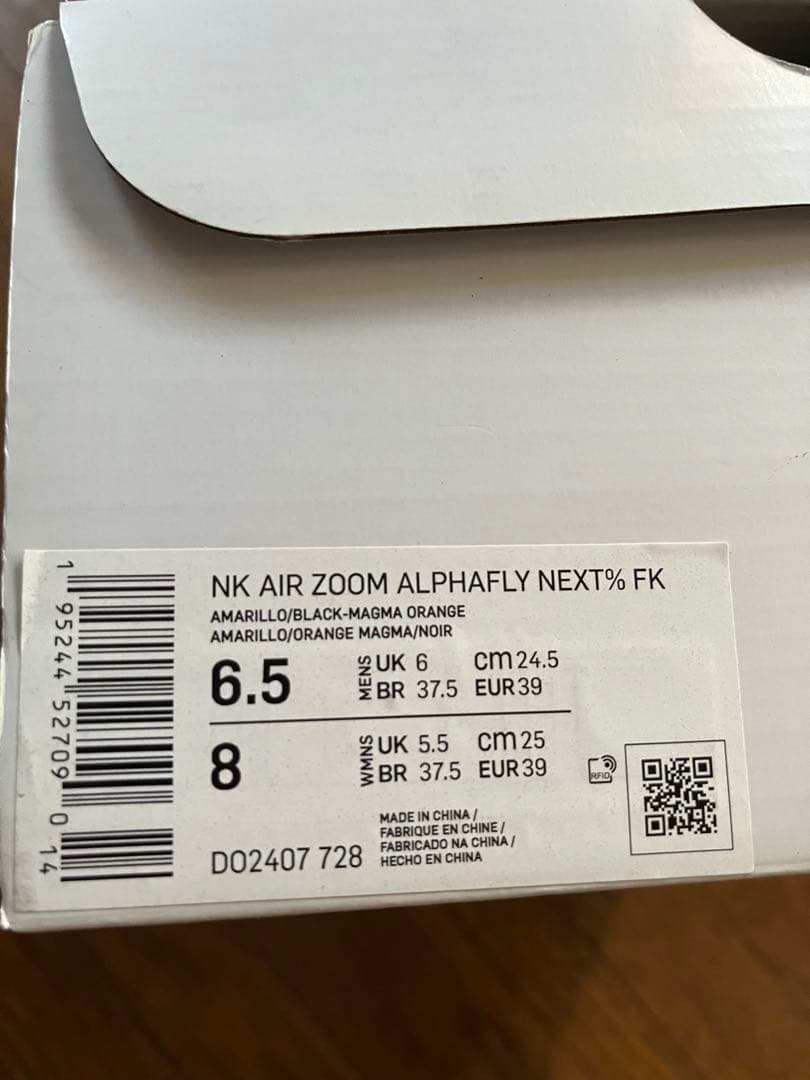 NK AIR ZOOM ALPHAFLY NEXT% FK
AMARILLO/BLACK-MAGMA ORANGE
AMARILLO/ORANGE MAGMA/NOIR
6.5 MENS UK 6 cm 24.5
BR 37.5 EUR 39
8 WMNS UK 5.5 cm 25
BR 37.5 EUR 39
RFID
MADE IN CHINA /
FABRIQUE EN CHINE /
FABRICADO NA CHINA /
HECHO EN CHINA
DO2407 728
1 95244 52709 0 14